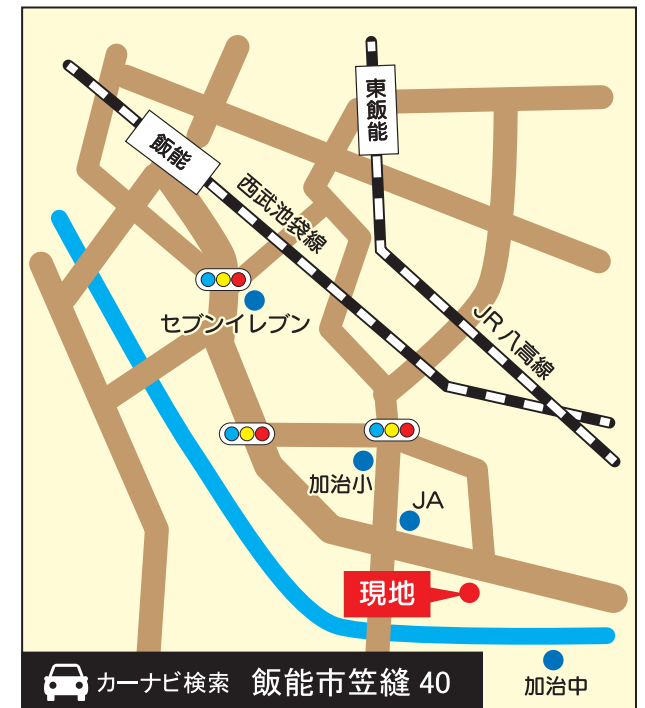 東飯能
飯能
西武池袋線
セブンイレブン
JR八高線
加治小
JA
現地
カーナビ検索 飯能市笠縫 40
加治中